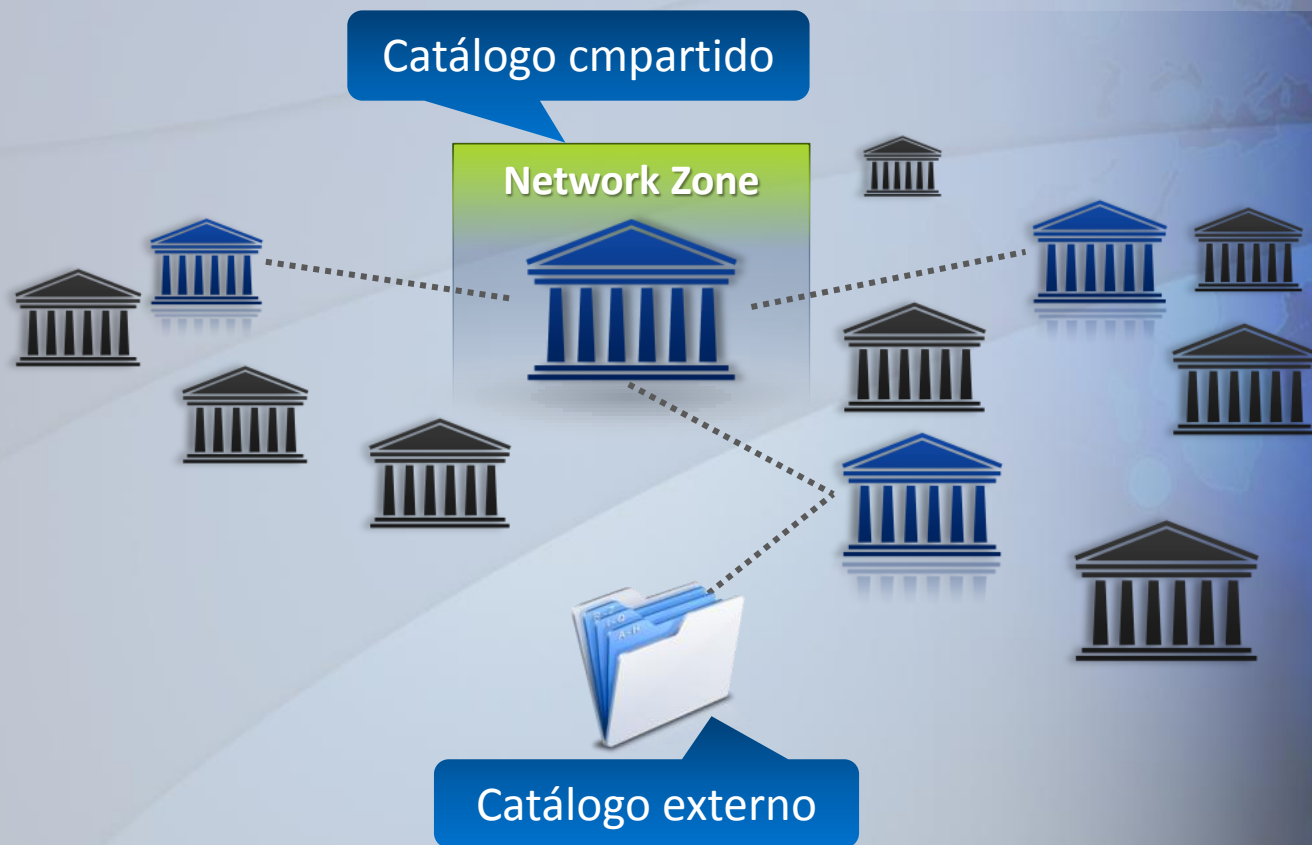 Catálogo cmpartido
Network Zone
R - Z
I - Q
A - H
Catálogo externo